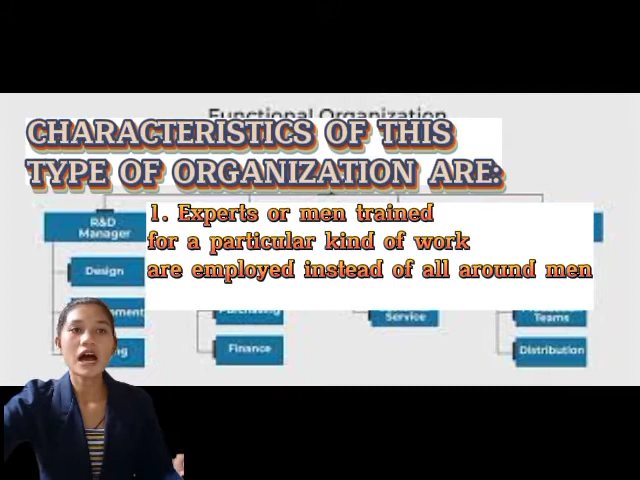 Functional Organization
CHARACTERISTICS OF THIS
TYPE OF ORGANIZATION ARE:
1. Experts or men trained
for a particular kind of work
are employed instead of all around men
R&D
Manager
Design
Purchasing
Finance
Service
Teams
Distribution